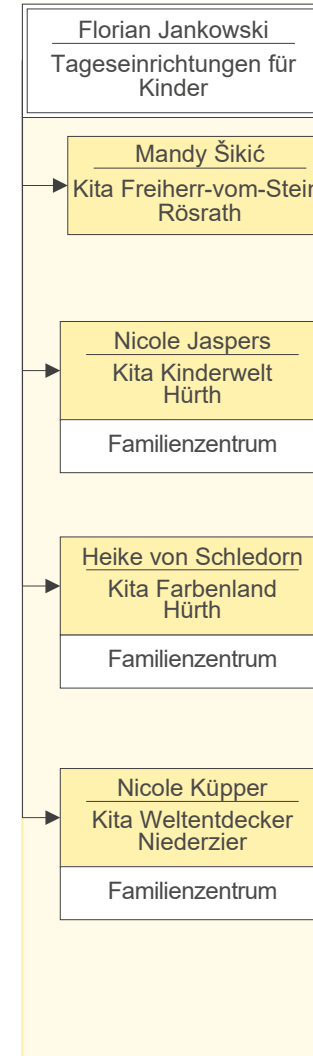 Florian Jankowski
Tageseinrichtungen für
Kinder
Mandy Šikić
Kita Freiherr-vom-Stein
Rösrath
Nicole Jaspers
Kita Kinderwelt
Hürth
Familienzentrum
Heike von Schledorn
Kita Farbenland
Hürth
Familienzentrum
Nicole Küpper
Kita Weltentdecker
Niederzier
Familienzentrum